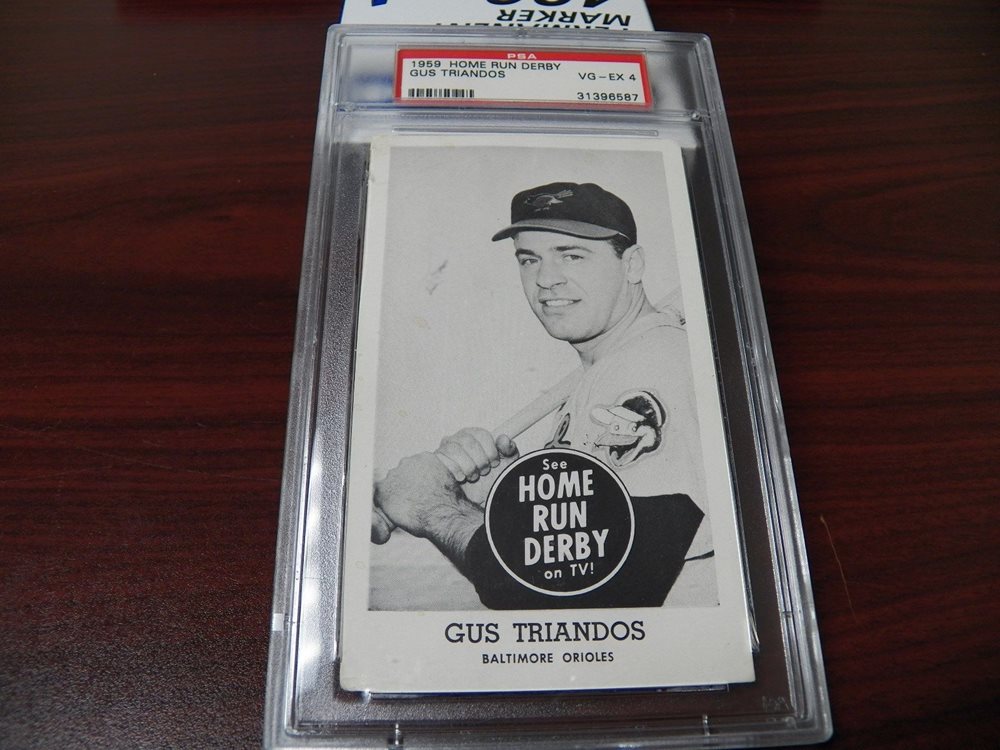 PERMANENT
MARKER
PSA
1959 HOME RUN DERBY
GUS TRIANDOS
VG-EX 4
31396587
See
HOME
RUN
DERBY
on TV!
GUS TRIANDOS
BALTIMORE ORIOLES